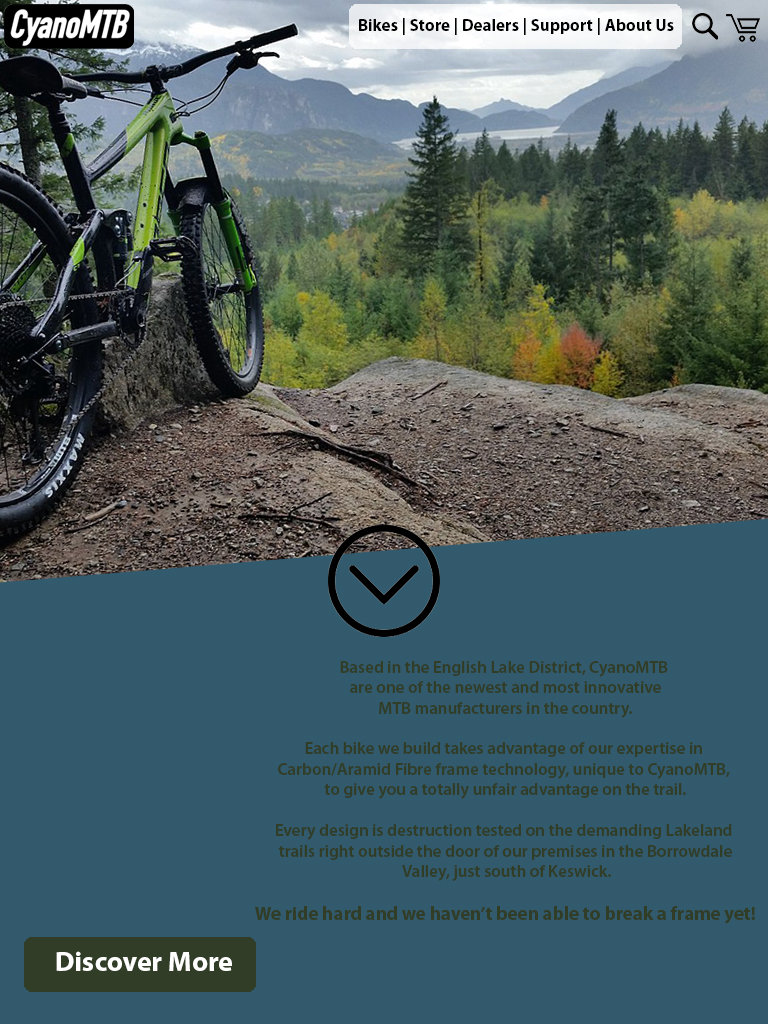 CyanoMTB
Bikes | Store | Dealers | Support | About Us
MAXXIS
Based in the English Lake District, CyanoMTB
are one of the newest and most innovative
MTB manufacturers in the country.
Each bike we build takes advantage of our expertise in
Carbon/Aramid Fibre frame technology, unique to CyanoMTB,
to give you a totally unfair advantage on the trail.
Every design is destruction tested on the demanding Lakeland
trails right outside the door of our premises in the Borrowdale
Valley, just south of Keswick.
We ride hard and we haven’t been able to break a frame yet!
Discover More